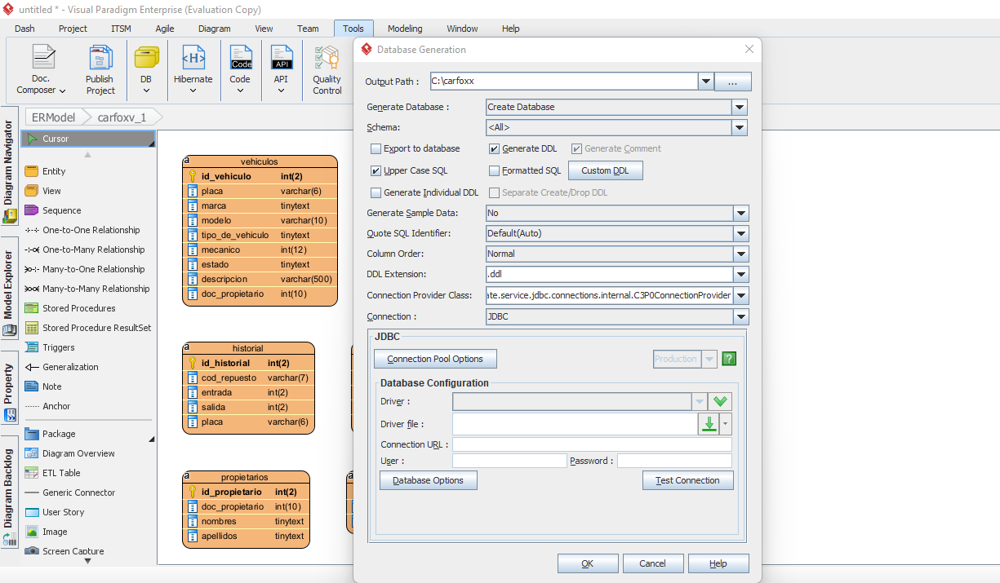 untitled * - Visual Paradigm Enterprise (Evaluation Copy)
Dash Project ITSM Agile Diagram View Team Tools Modeling Window Help
Doc. Composer
Publish Project
DB
Hibernate
Code
Code
API
API
Quality Control
<H>
ERModel carfoxv_1
Diagram Navigator
Model Explorer
Property
Diagram Backlog
Cursor
Entity
View
Sequence
One-to-One Relationship
One-to-Many Relationship
Many-to-One Relationship
Many-to-Many Relationship
Stored Procedures
Stored Procedure ResultSet
Triggers
Generalization
Note
Anchor
Package
Diagram Overview
ETL Table
Generic Connector
User Story
Image
Screen Capture
a vehiculos
id_vehiculo int(2)
placa varchar(6)
marca tinytext
modelo varchar(10)
tipo_de_vehiculo tinytext
mecanico int(12)
estado tinytext
descripcion varchar(500)
doc_propietario int(10)
a historial
id_historial int(2)
cod_repuesto varchar(7)
entrada int(2)
salida int(2)
placa varchar(6)
a propietarios
id_propietario int(2)
doc_propietario int(10)
nombres tinytext
apellidos tinytext
a
Database Generation
Output Path : C:\carfoxx ...
Generate Database : Create Database
Schema: <All>
Export to database Generate DDL Generate Comment
Upper Case SQL Formatted SQL Custom DDL
Generate Individual DDL Separate Create/Drop DDL
Generate Sample Data: No
Quote SQL Identifier: Default(Auto)
Column Order: Normal
DDL Extension: .ddl
Connection Provider Class: ate.service.jdbc.connections.internal.C3P0ConnectionProvider
Connection : JDBC
JDBC
Connection Pool Options Production ?
Database Configuration
Driver :
Driver file :
Connection URL :
User : Password :
Database Options Test Connection
OK Cancel Help